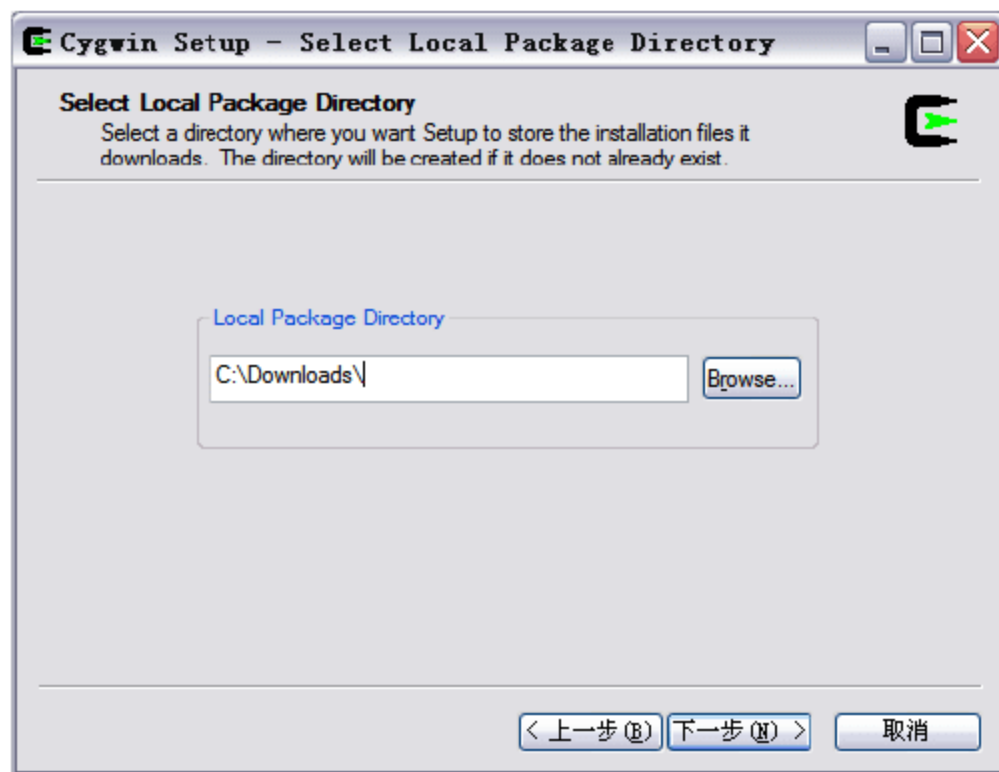 Cygwin Setup - Select Local Package Directory
Select Local Package Directory
Select a directory where you want Setup to store the installation files it
downloads. The directory will be created if it does not already exist.
Local Package Directory
C:\Downloads\
Browse...
< 上一步(B) 下一步(N) > 取消